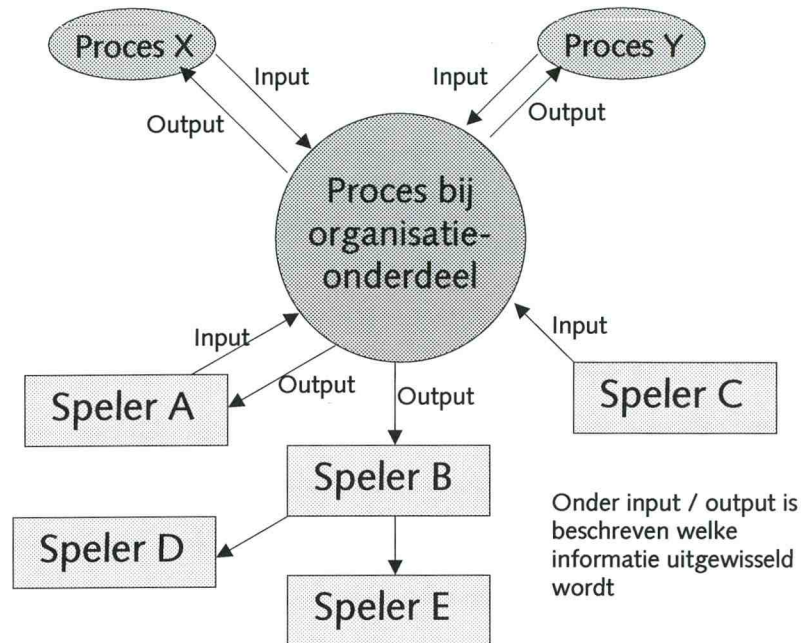 Proces X
Proces Y
Input
Input
Output
Output
Proces bij
organisatie-
onderdeel
Input
Input
Output
Output
Speler A
Speler C
Speler B
Onder input / output is
beschreven welke
informatie uitgewisseld
wordt
Speler D
Speler E